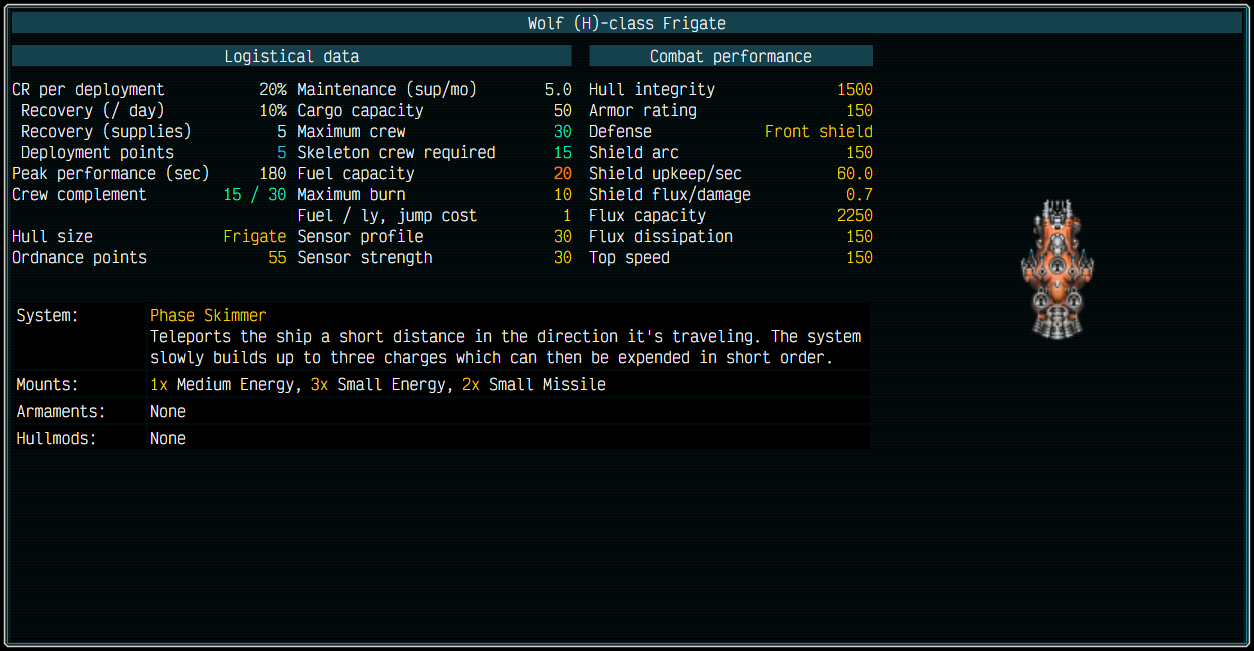 Wolf (H)-class Frigate
Logistical data Combat performance
CR per deployment 20% Maintenance (sup/mo) 5.0 Hull integrity 1500
Recovery (/ day) 10% Cargo capacity 50 Armor rating 150
Recovery (supplies) 5 Maximum crew 30 Defense Front shield
Deployment points 5 Skeleton crew required 15 Shield arc 150
Peak performance (sec) 180 Fuel capacity 20 Shield upkeep/sec 60.0
Crew complement 15 / 30 Maximum burn 10 Shield flux/damage 0.7
Fuel / ly, jump cost 1 Flux capacity 2250
Hull size Frigate Sensor profile 30 Flux dissipation 150
Ordnance points 55 Sensor strength 30 Top speed 150
System: Phase Skimmer
Teleports the ship a short distance in the direction it's traveling. The system
slowly builds up to three charges which can then be expended in short order.
Mounts: 1x Medium Energy, 3x Small Energy, 2x Small Missile
Armaments: None
Hullmods: None